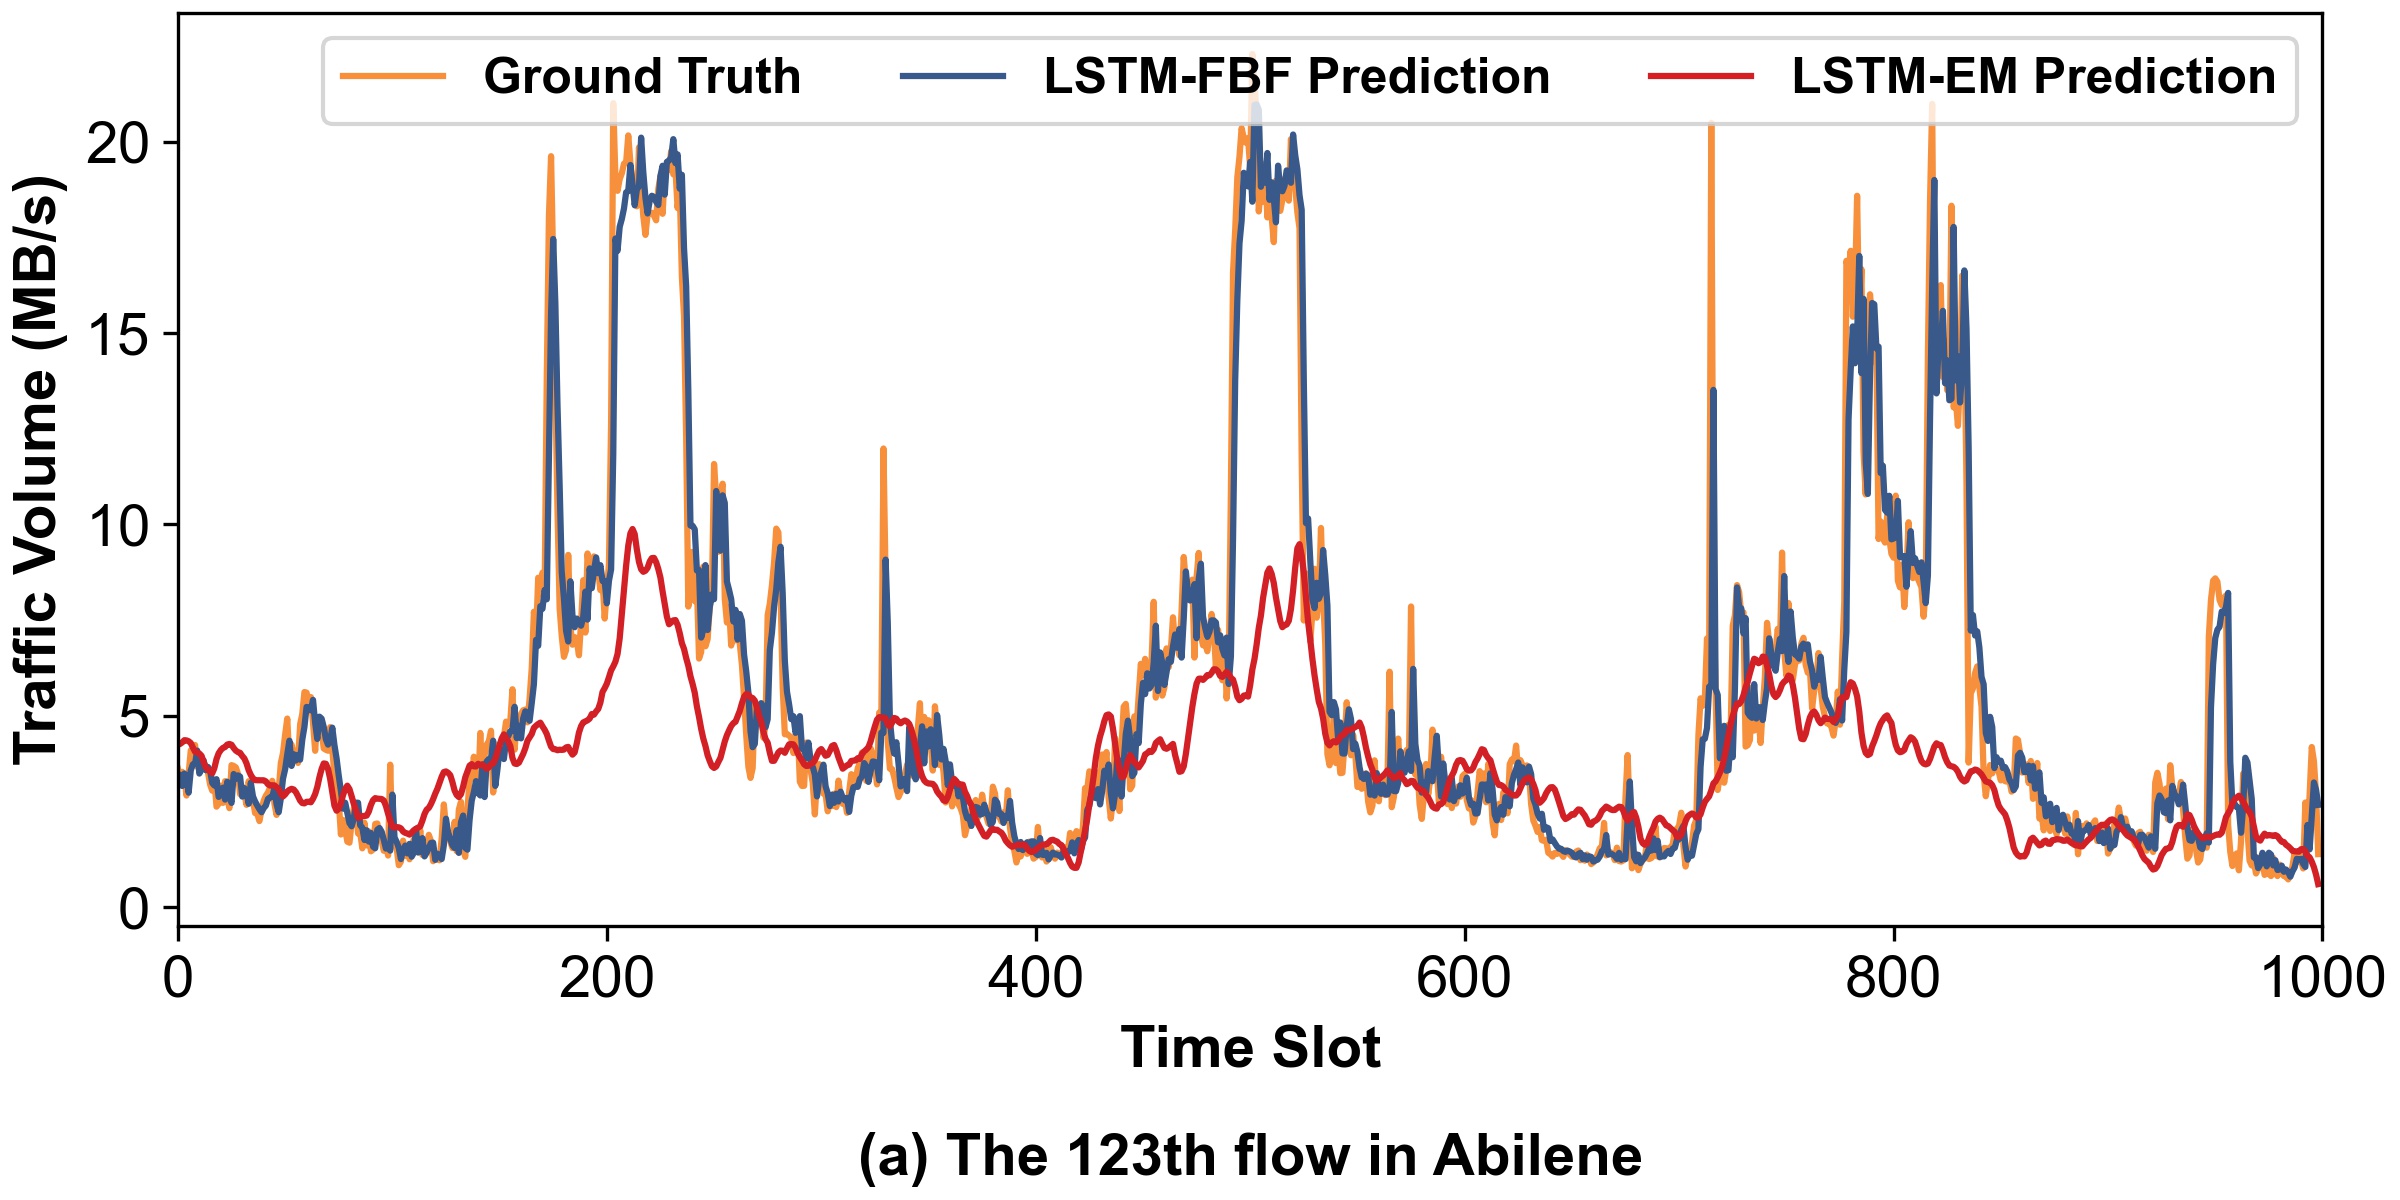 Ground Truth LSTM-FBF Prediction LSTM-EM Prediction
Traffic Volume (MB/s)
20
15
10
5
0
0 200 400 600 800 1000
Time Slot
(a) The 123th flow in Abilene